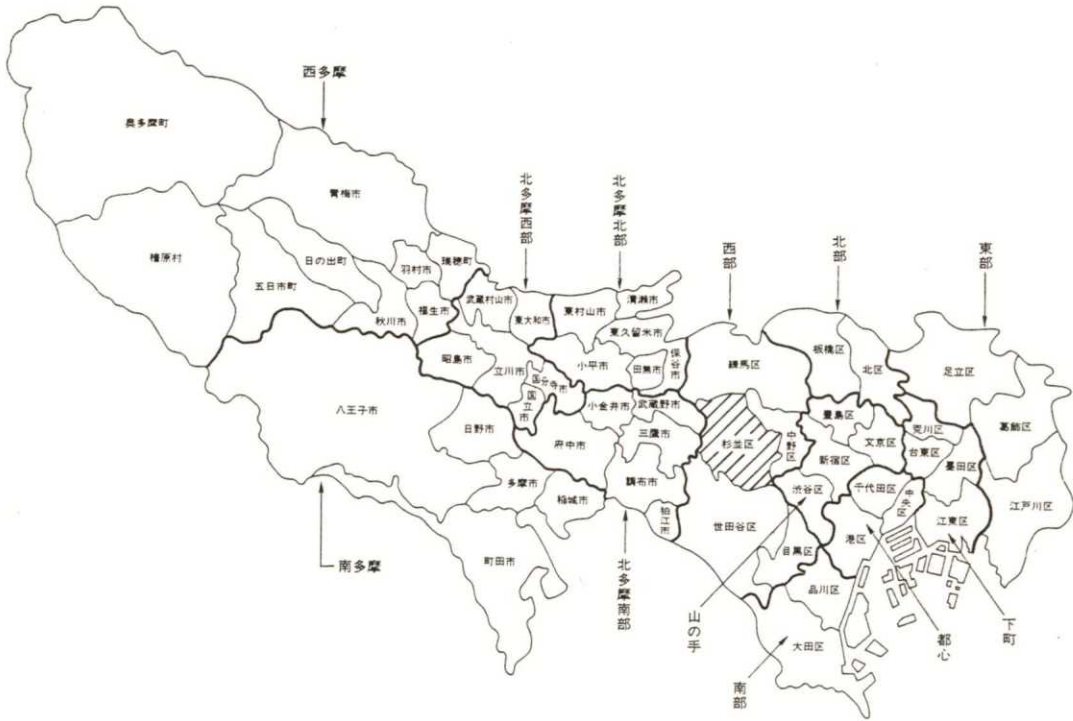 西多摩
奥多摩町
青梅市
北多摩西部
北多摩北部
西部
北部
東部
檜原村
日の出町
五日市町
羽村市
瑞穂町
秋川市
福生市
武蔵村山市
東大和市
東村山市
清瀬市
東久留米市
昭島市
立川市
国分寺市
国立市
小平市
田無市
保谷市
練馬区
板橋区
北区
足立区
葛飾区
八王子市
日野市
府中市
小金井市
武蔵野市
三鷹市
杉並区
中野区
豊島区
文京区
新宿区
荒川区
台東区
墨田区
多摩市
稲城市
調布市
狛江市
世田谷区
渋谷区
千代田区
中央区
江東区
江戸川区
目黒区
港区
町田市
品川区
大田区
南多摩
北多摩南部
山の手
南部
都心
下町